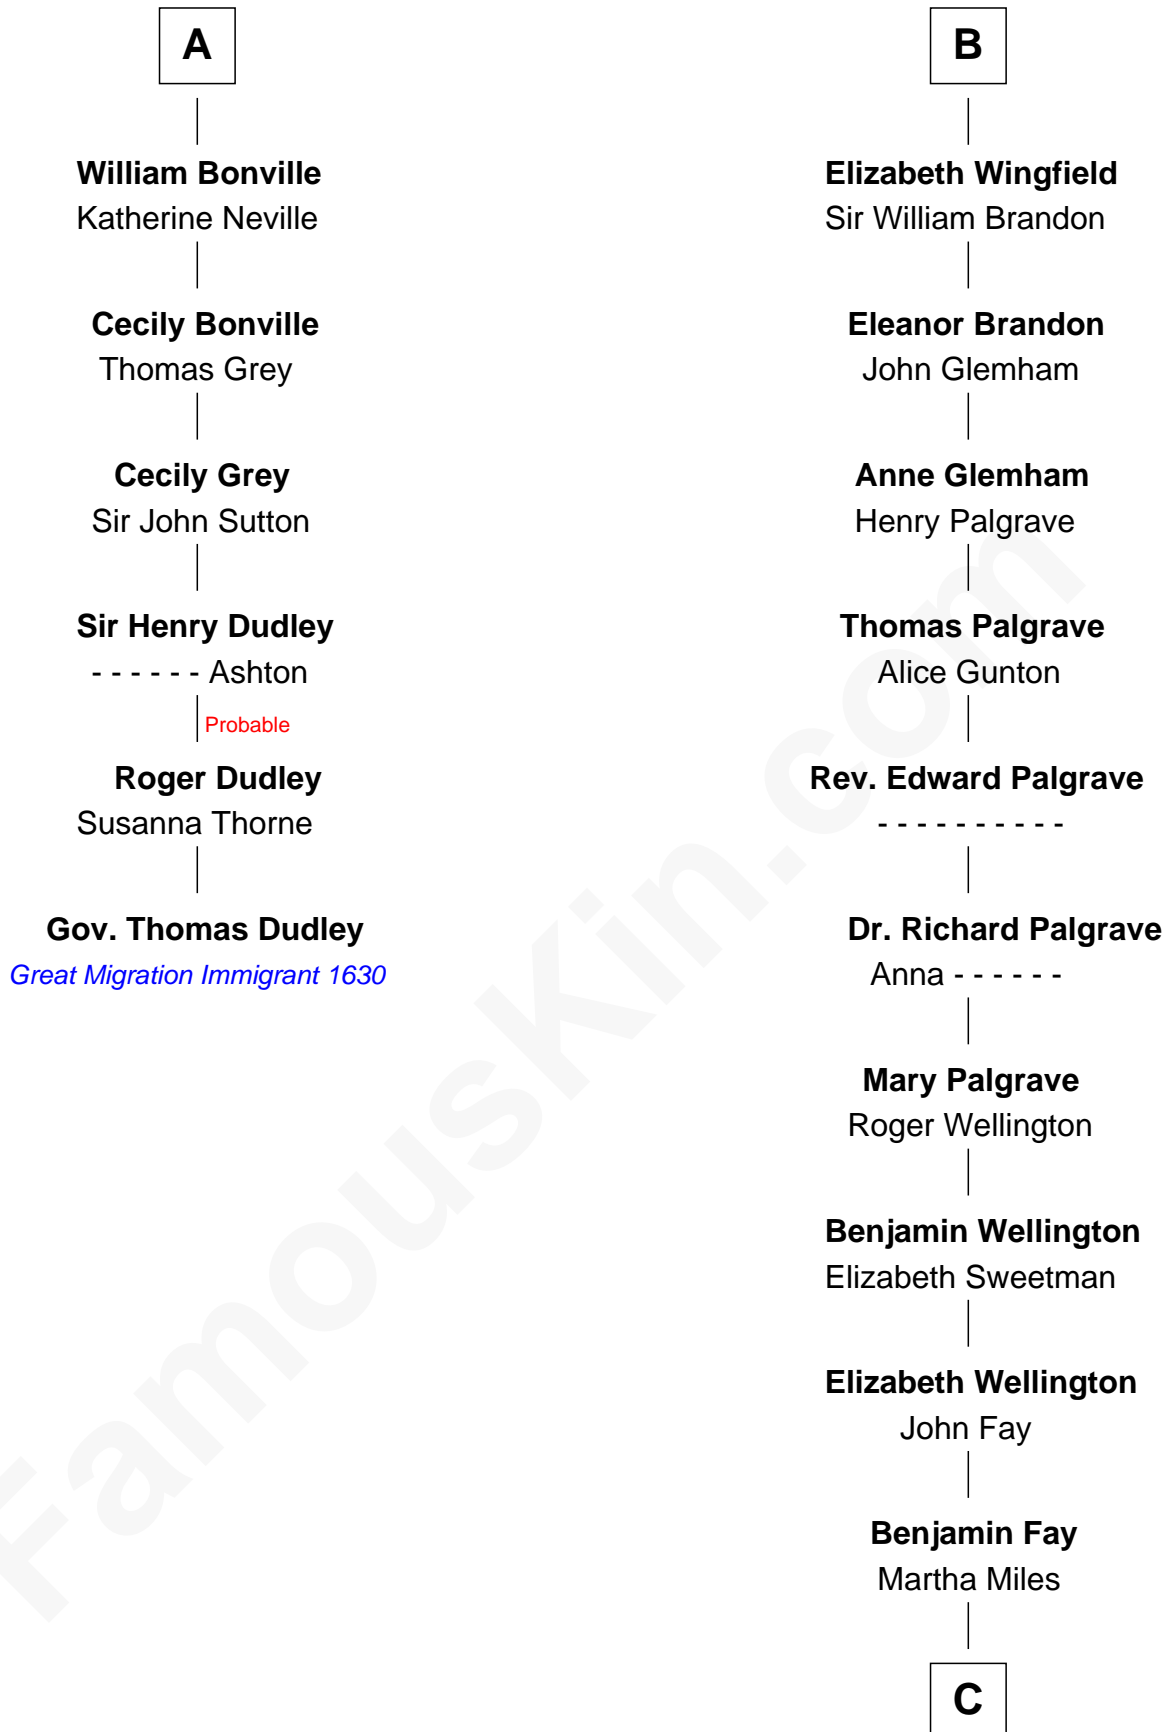 A
William Bonville
Katherine Neville
Cecily Bonville
Thomas Grey
Cecily Grey
Sir John Sutton
Sir Henry Dudley
- - - - - - Ashton
Probable
Roger Dudley
Susanna Thorne
Gov. Thomas Dudley
Great Migration Immigrant 1630
B
Elizabeth Wingfield
Sir William Brandon
Eleanor Brandon
John Glemham
Anne Glemham
Henry Palgrave
Thomas Palgrave
Alice Gunton
Rev. Edward Palgrave
- - - - - - - - - -
Dr. Richard Palgrave
Anna - - - - - -
Mary Palgrave
Roger Wellington
Benjamin Wellington
Elizabeth Sweetman
Elizabeth Wellington
John Fay
Benjamin Fay
Martha Miles
C
FamousKin.com